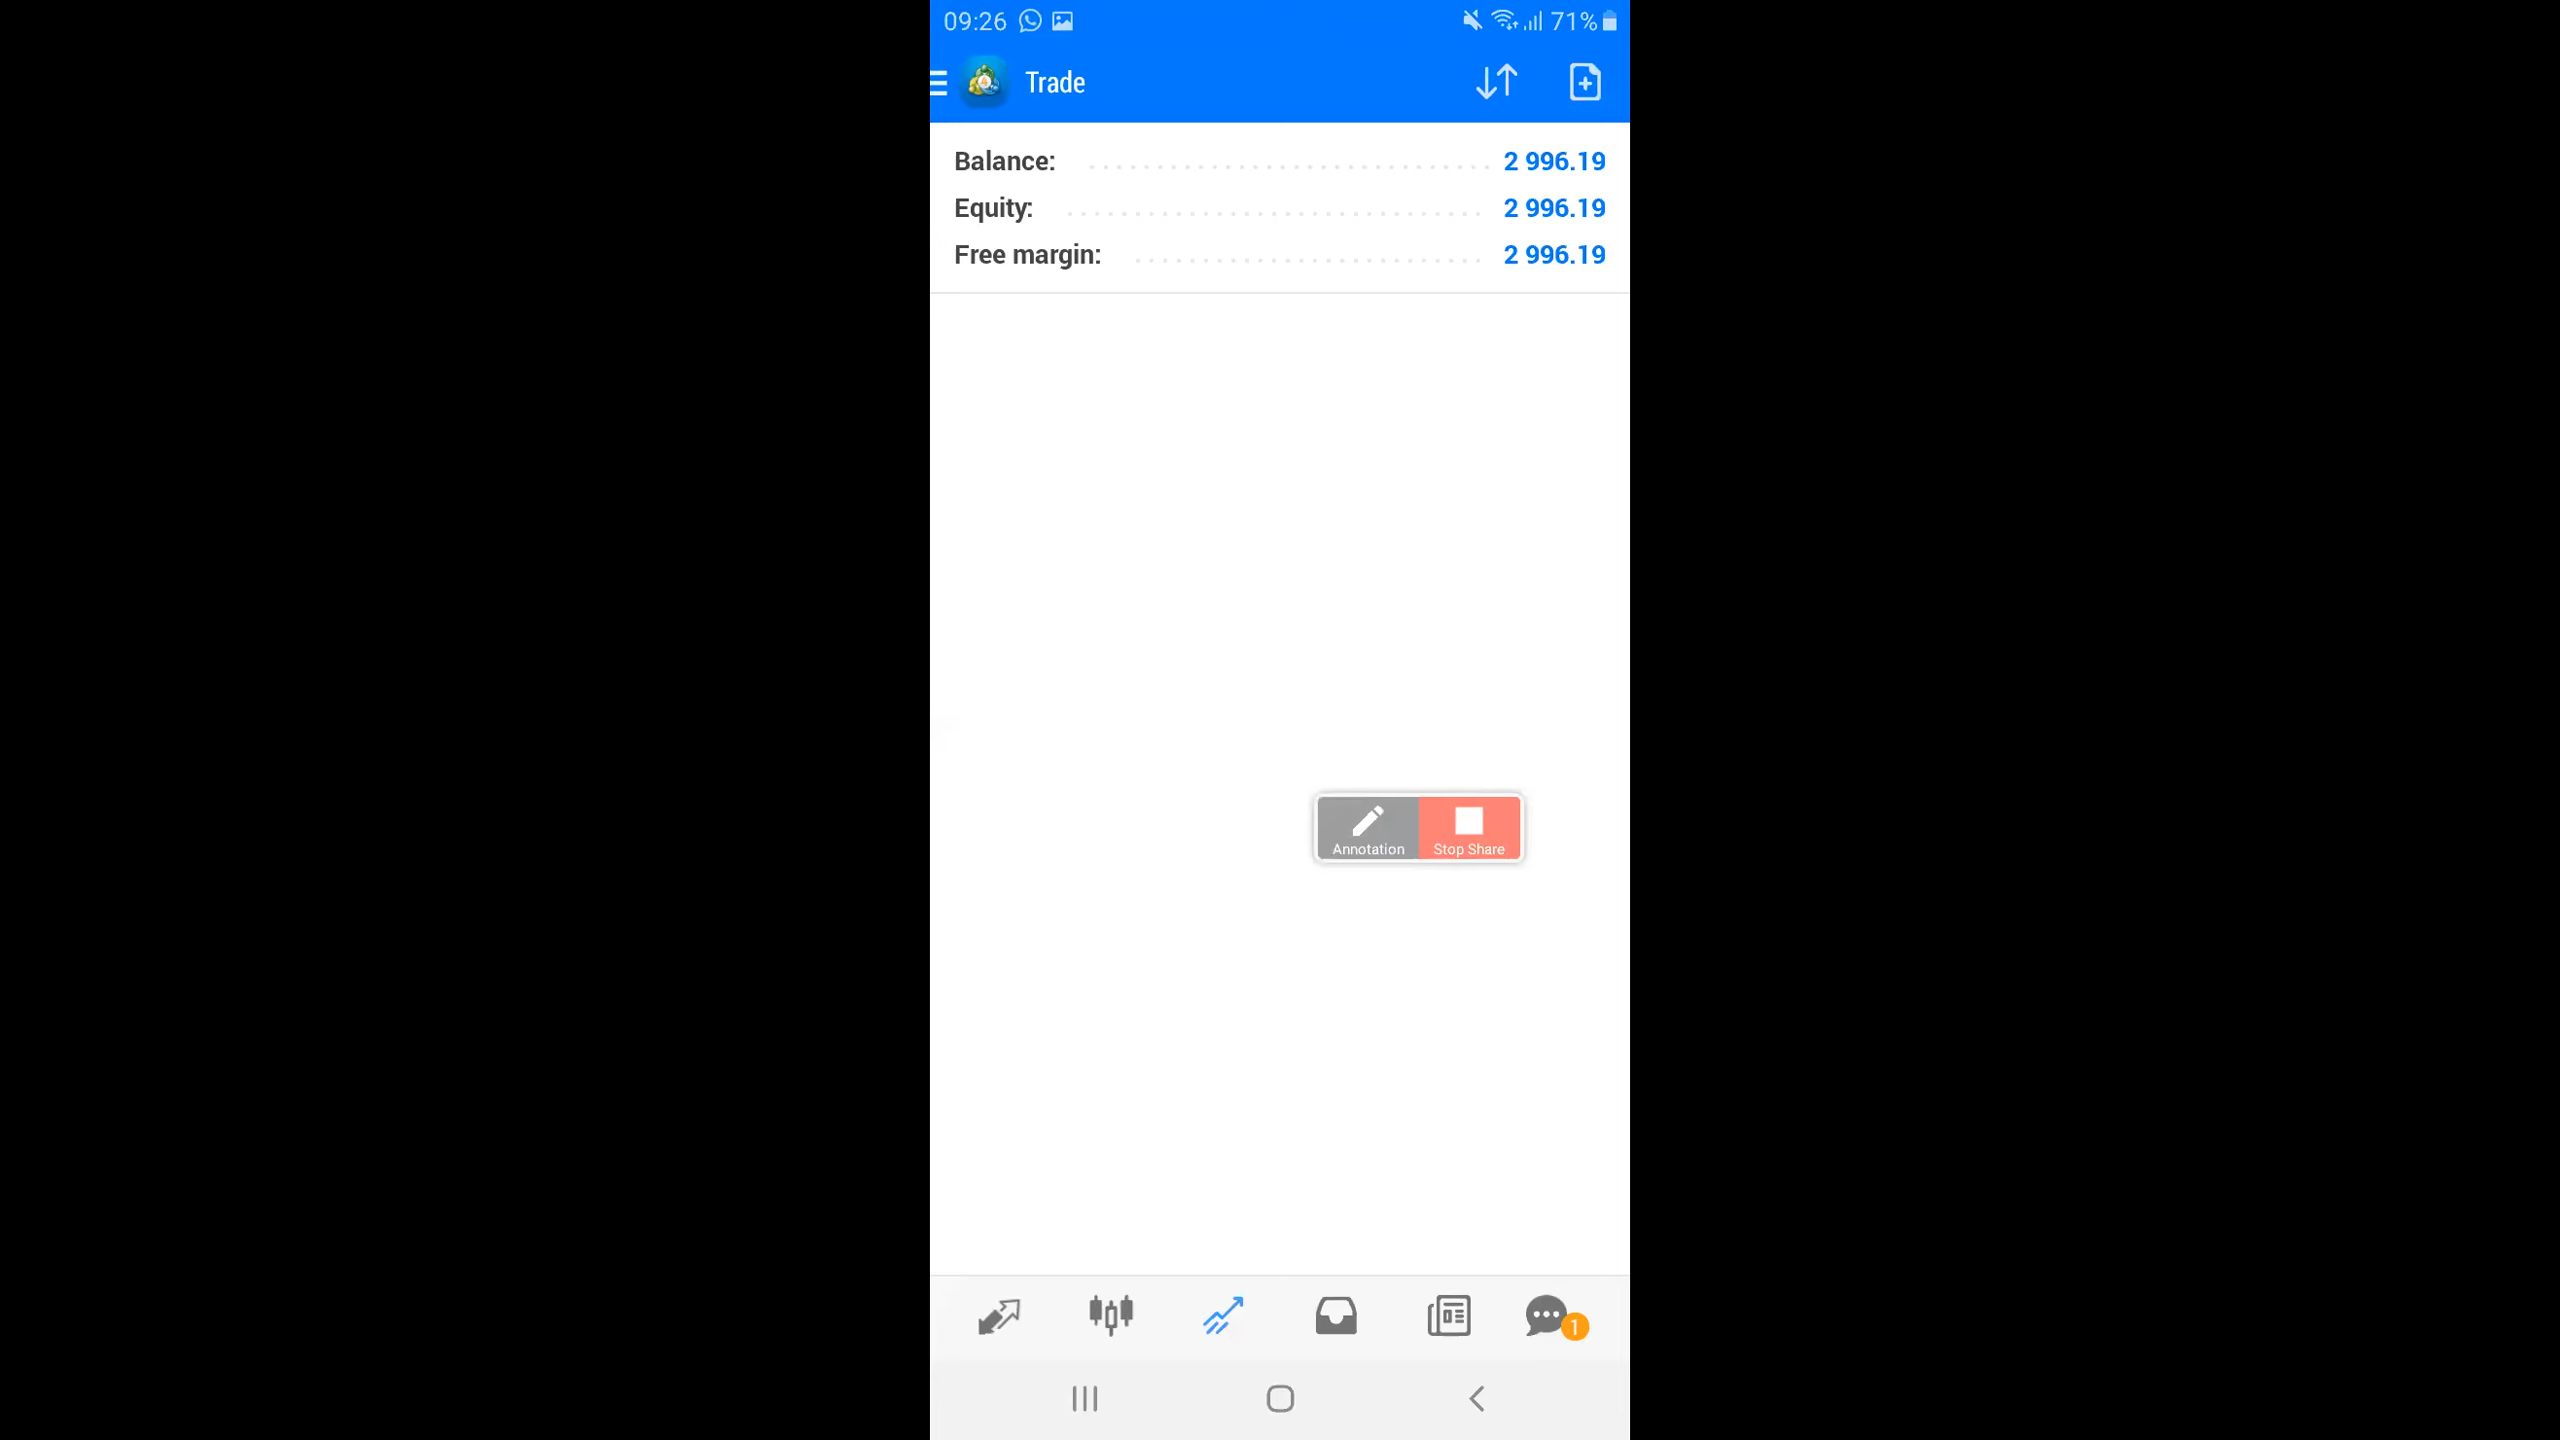 09:26 71%
Trade
Balance: 2 996.19
Equity: 2 996.19
Free margin: 2 996.19
Annotation Stop Share
1